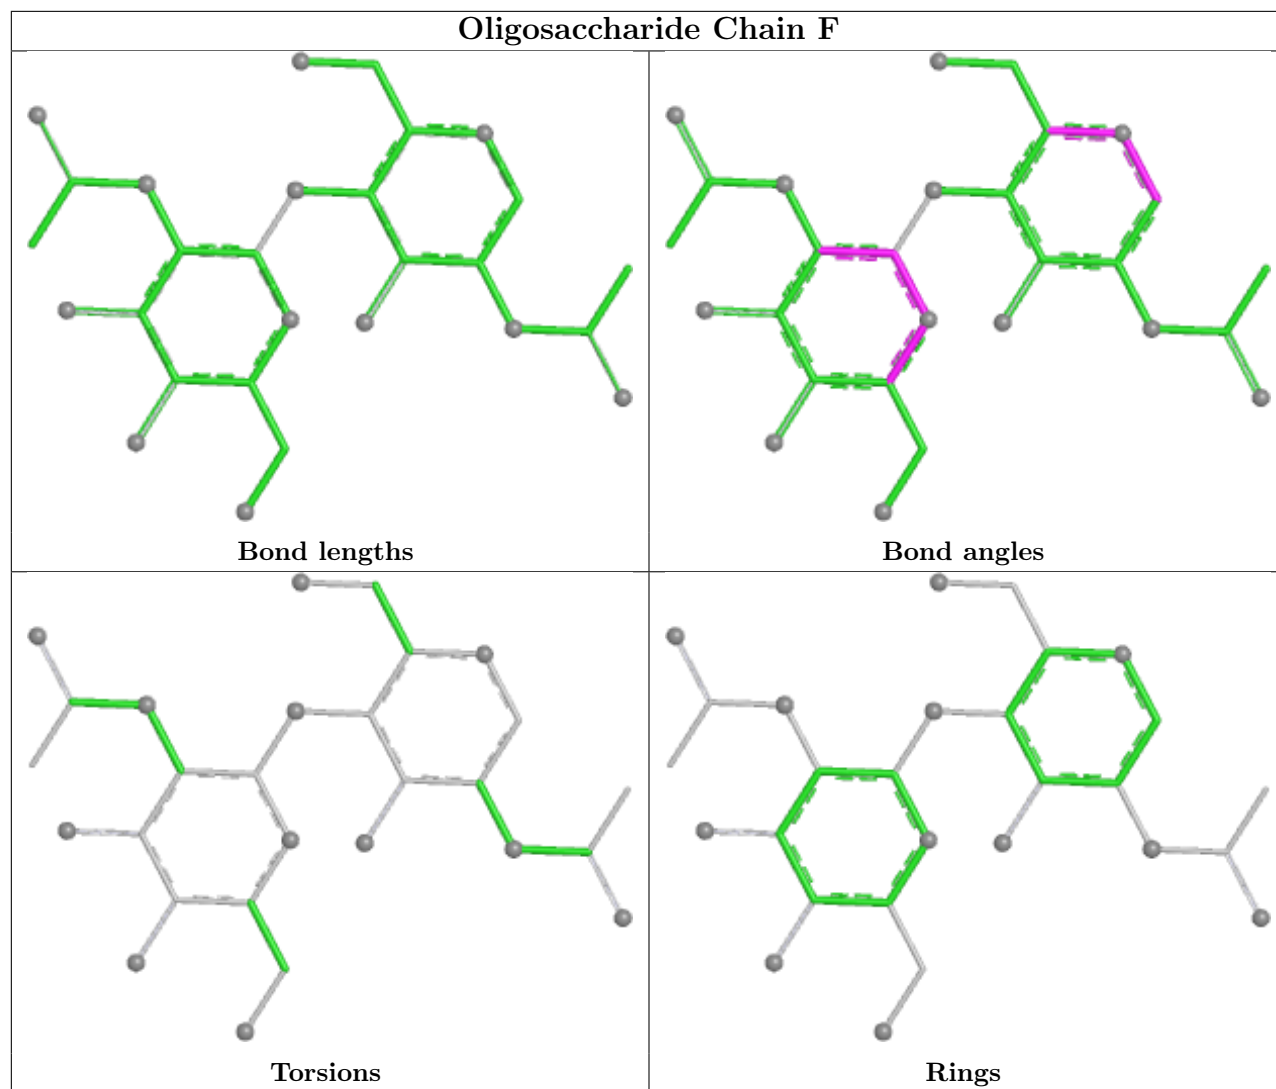 Oligosaccharide Chain F
Bond lengths
Bond angles
Torsions
Rings